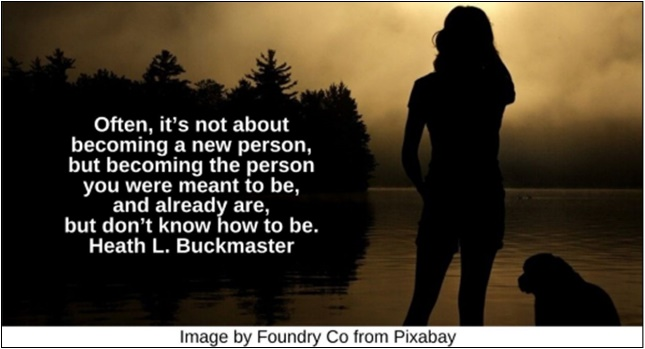 Often, it’s not about
becoming a new person,
but becoming the person
you were meant to be,
and already are,
but don’t know how to be.
Heath L. Buckmaster
Image by Foundry Co from Pixabay